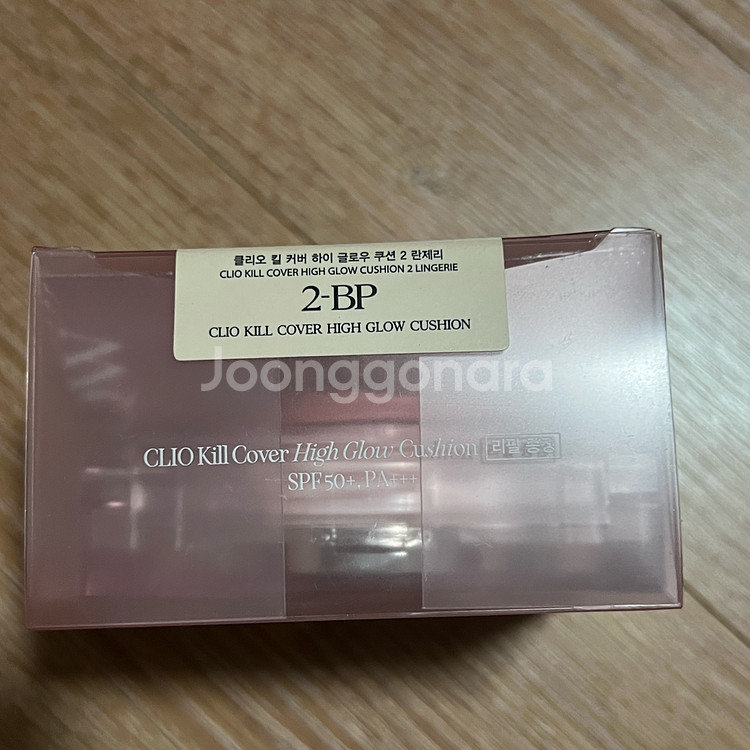 클리오 킬 커버 하이 글로우 쿠션 2 란제리
CLIO KILL COVER HIGH GLOW CUSHION 2 LINGERIE
2-BP
CLIO KILL COVER HIGH GLOW CUSHION
Joonggonara
CLIO Kill Cover High Glow Cushion 리필 증정
SPF 50+, PA+++